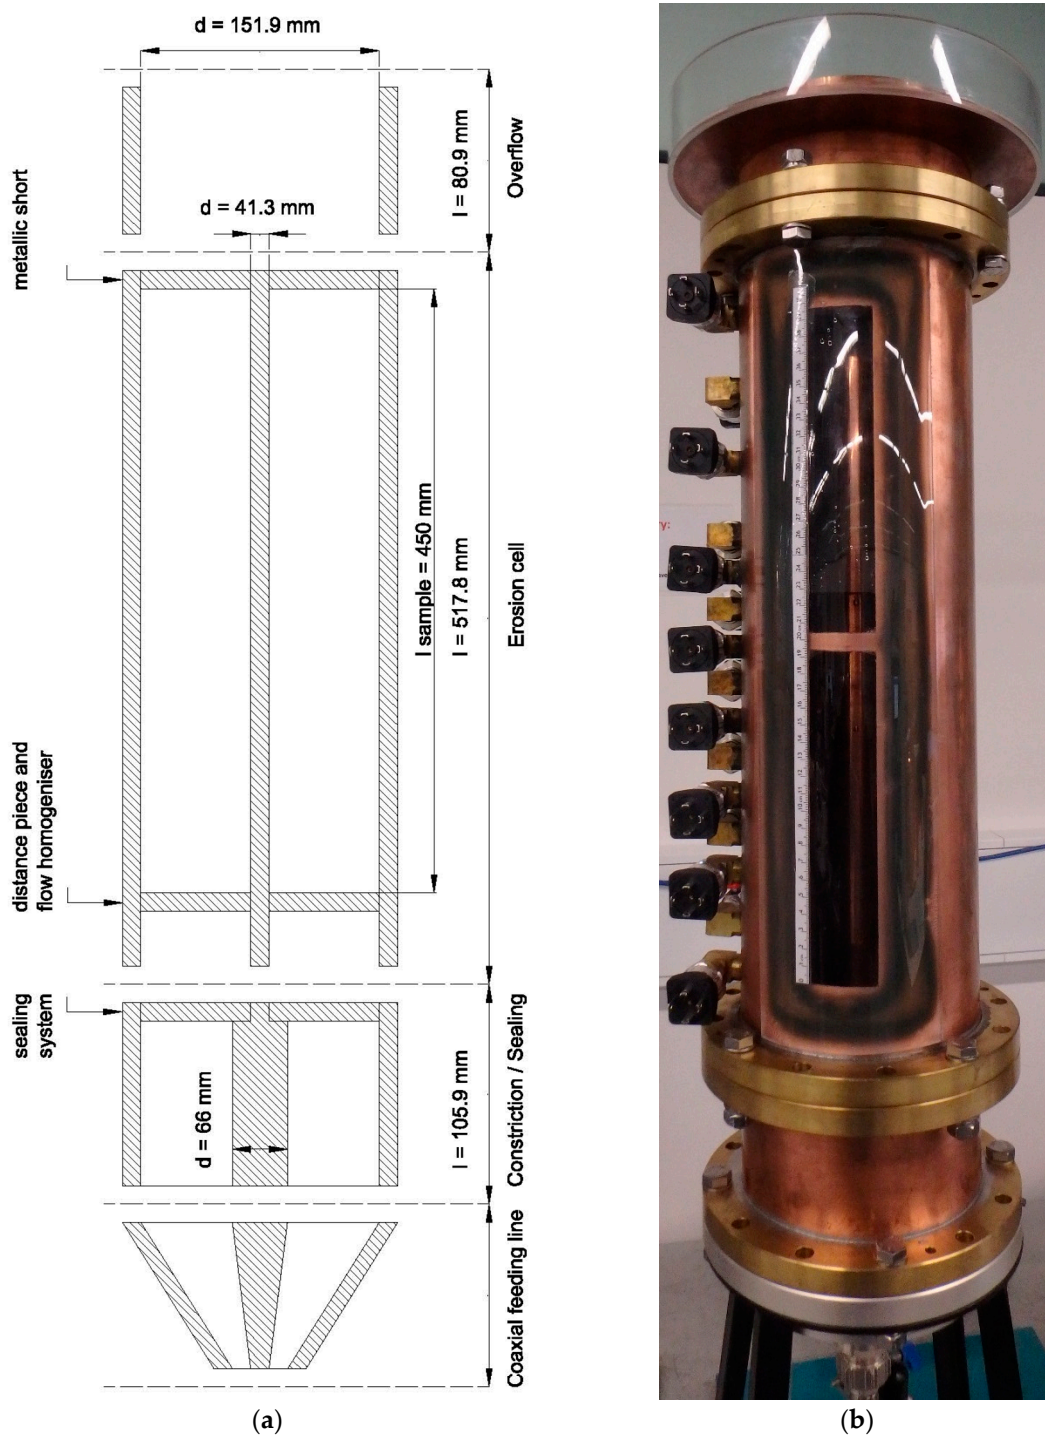 d = 151.9 mm
l = 80.9 mm
Overflow
metallic short
d = 41.3 mm
l sample = 450 mm
l = 517.8 mm
Erosion cell
distance piece and
flow homogeniser
sealing
system
d = 66 mm
l = 105.9 mm
Constriction / Sealing
Coaxial feeding line
ry:
(a)
(b)